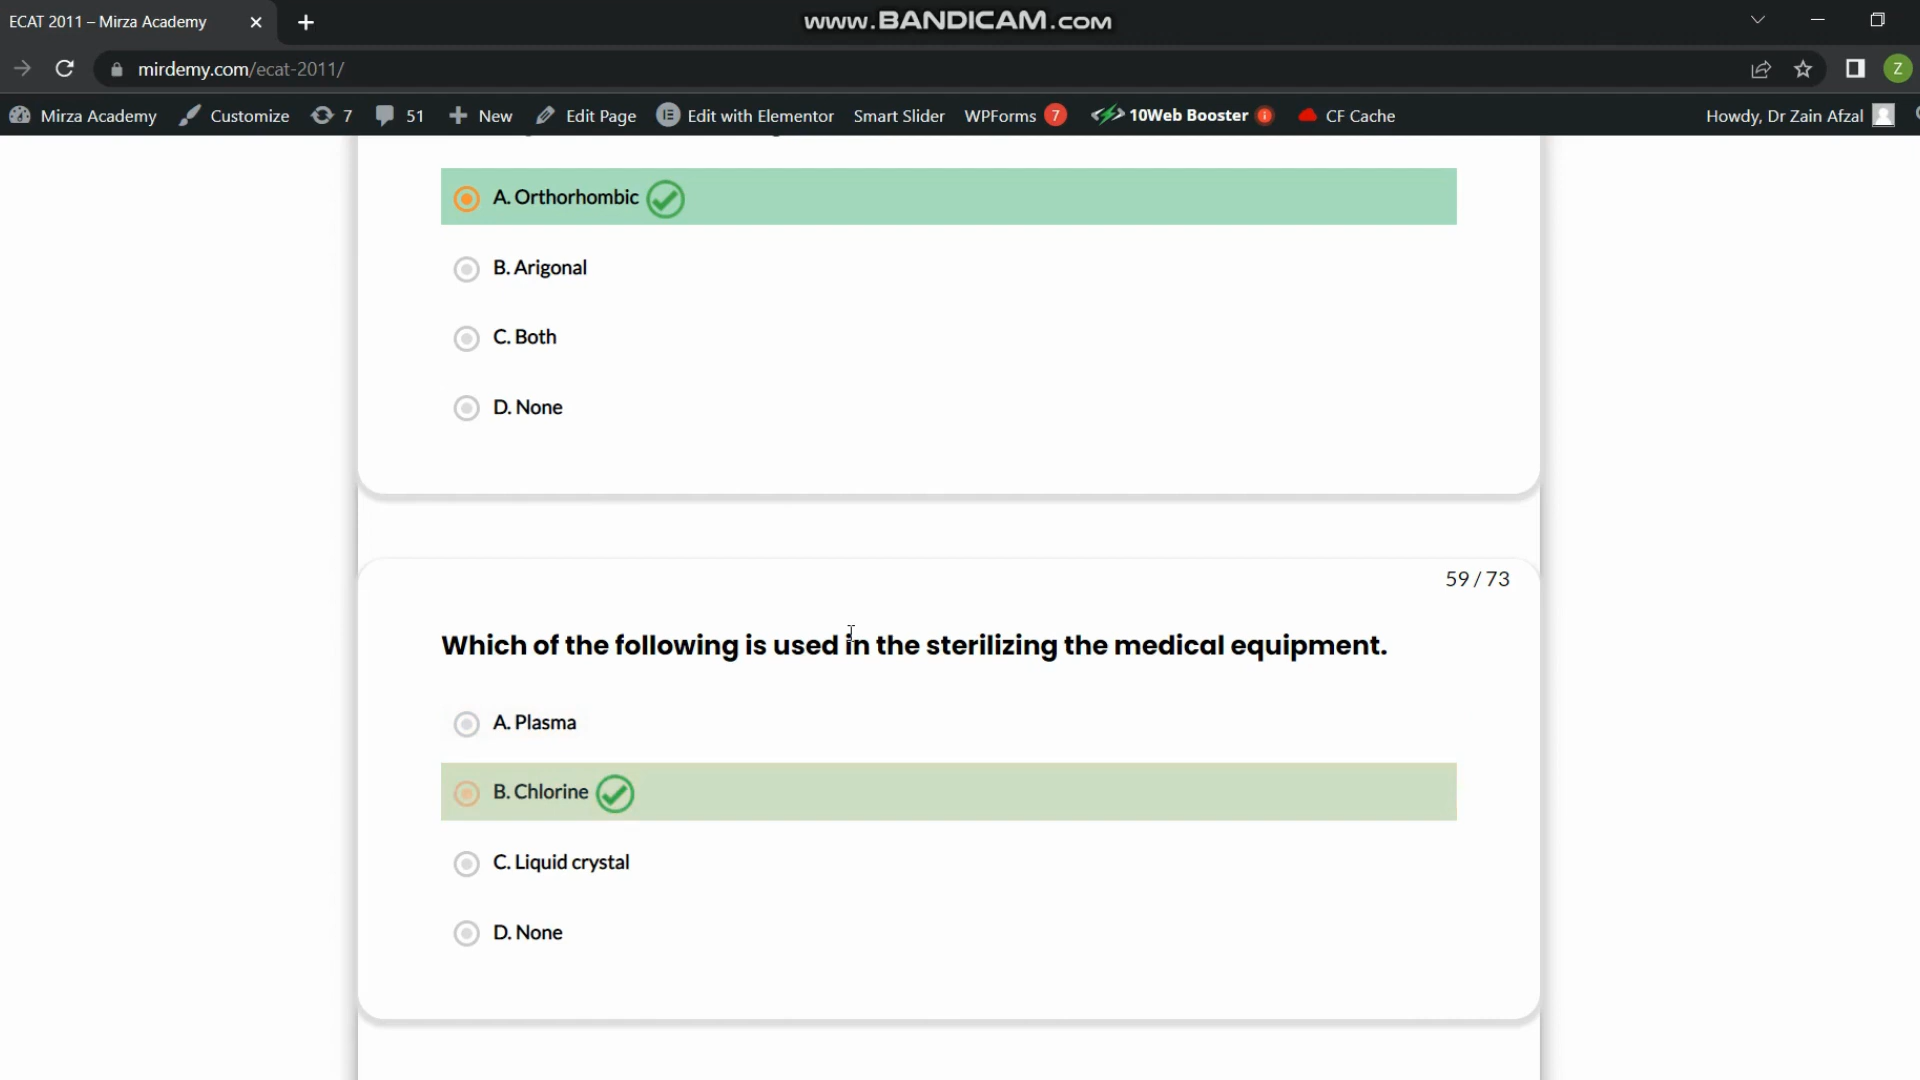 ECAT 2011 – Mirza Academy
www.BANDICAM.com
mirdemy.com/ecat-2011/
Z
Mirza Academy
Customize
7
51
New
Edit Page
Edit with Elementor
Smart Slider
WPForms
7
10Web Booster
CF Cache
Howdy, Dr Zain Afzal
A. Orthorhombic
B. Arigonal
C. Both
D. None
59 / 73
Which of the following is used in the sterilizing the medical equipment.
A. Plasma
B. Chlorine
C. Liquid crystal
D. None